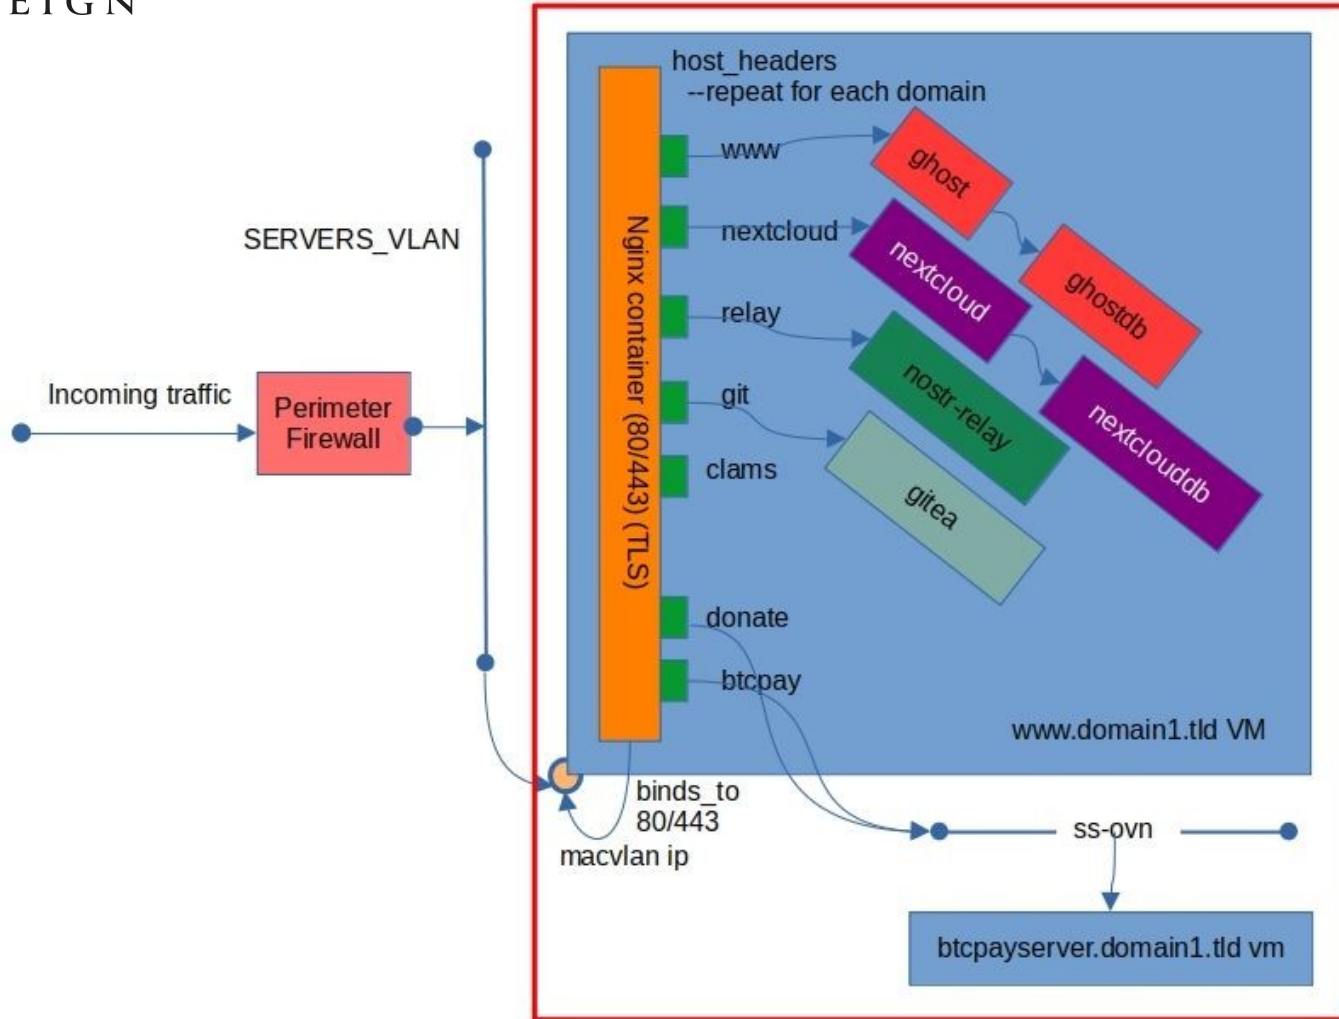 EIGN
host_headers
--repeat for each domain
www
ghost
nextcloud
nextcloud
ghostdb
SERVERS_VLAN
relay
nostr-relay
nextclouddb
git
gitea
clams
Nginx container (80/443) (TLS)
Incoming traffic
Perimeter
Firewall
donate
btcpay
www.domain1.tld VM
binds_to
80/443
macvlan ip
ss-ovn
btcpayserver.domain1.tld vm